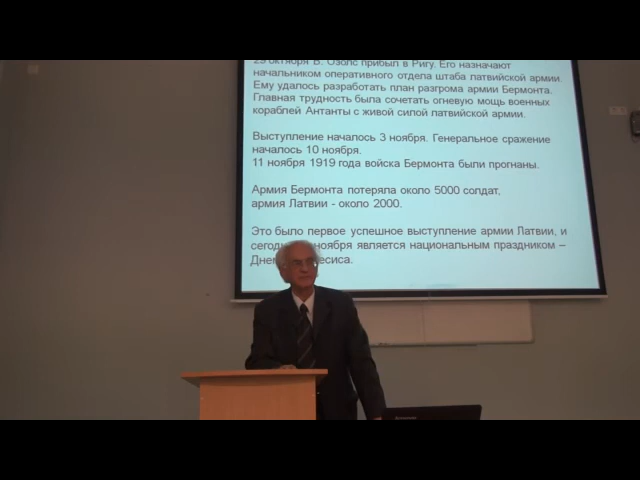 29 октября В. Озолс прибыл в Ригу. Его назначают
начальником оперативного отдела штаба латвийской армии.
Ему удалось разработать план разгрома армии Бермонта.
Главная трудность была сочетать огневую мощь военных
кораблей Антанты с живой силой латвийской армии.
Выступление началось 3 ноября. Генеральное сражение
началось 10 ноября.
11 ноября 1919 года войска Бермонта были прогнаны.
Армия Бермонта потеряла около 5000 солдат,
армия Латвии - около 2000.
Это было первое успешное выступление армии Латвии, и
ноября является национальным праздником –